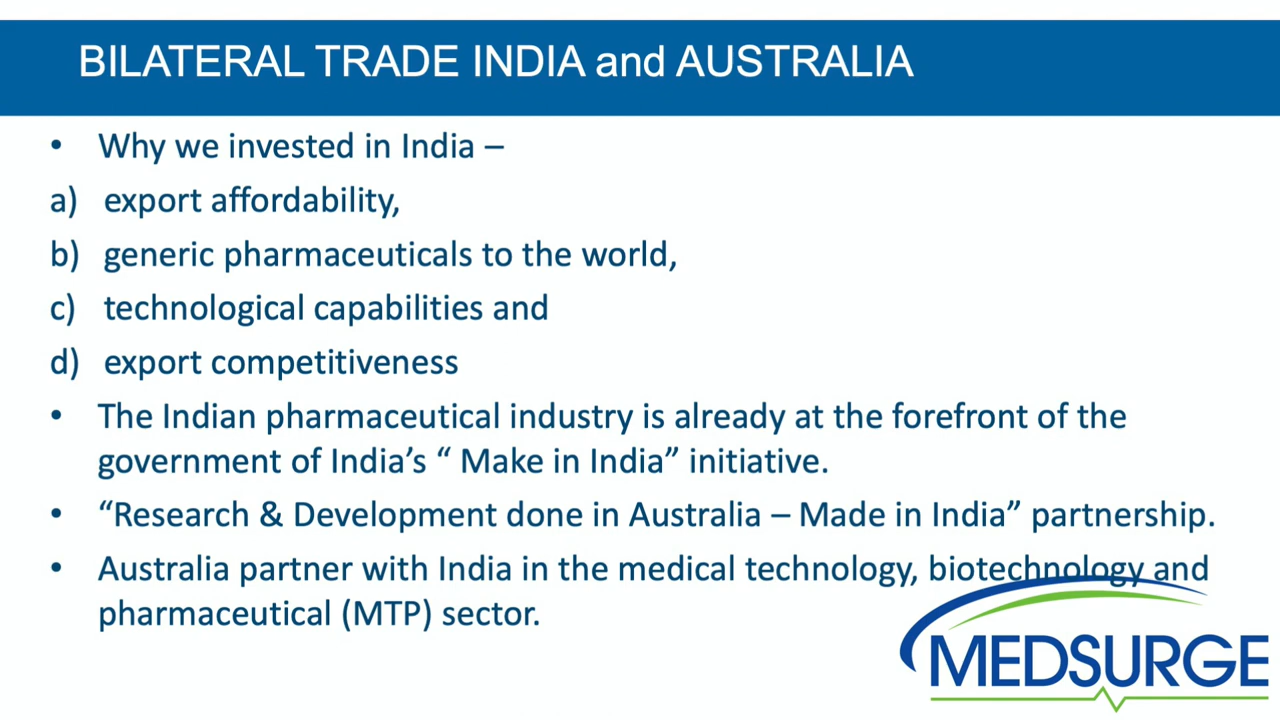 BILATERAL TRADE INDIA and AUSTRALIA
• Why we invested in India –
a) export affordability,
b) generic pharmaceuticals to the world,
c) technological capabilities and
d) export competitiveness
• The Indian pharmaceutical industry is already at the forefront of the
government of India’s “ Make in India” initiative.
• “Research & Development done in Australia – Made in India” partnership.
• Australia partner with India in the medical technology, biotechnology and
pharmaceutical (MTP) sector.
MEDSURGE